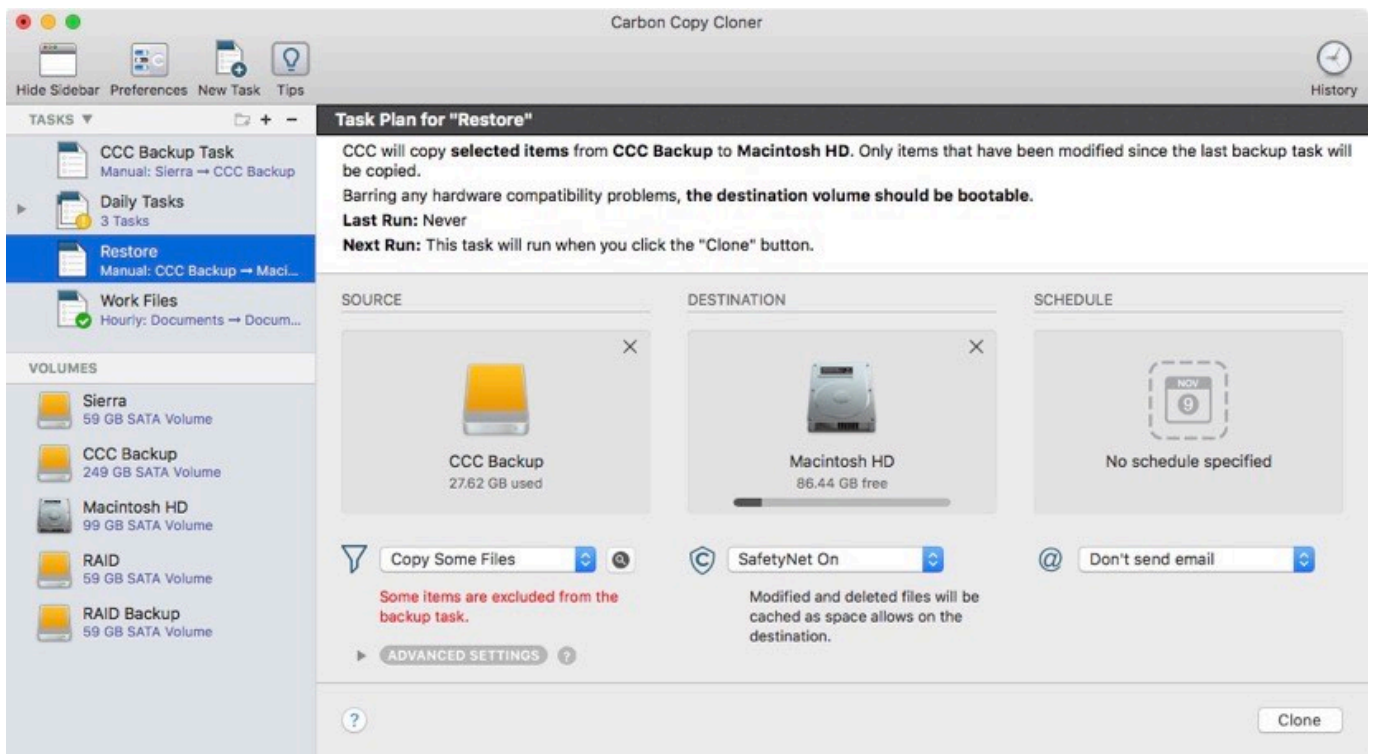 Carbon Copy Cloner
Hide Sidebar
Preferences
New Task
Tips
History
TASKS
CCC Backup Task
Manual: Sierra → CCC Backup
Daily Tasks
3 Tasks
Restore
Manual: CCC Backup → Maci...
Work Files
Hourly: Documents → Docum...
VOLUMES
Sierra
59 GB SATA Volume
CCC Backup
249 GB SATA Volume
Macintosh HD
99 GB SATA Volume
RAID
59 GB SATA Volume
RAID Backup
59 GB SATA Volume
Task Plan for "Restore"
CCC will copy selected items from CCC Backup to Macintosh HD. Only items that have been modified since the last backup task will
be copied.
Barring any hardware compatibility problems, the destination volume should be bootable.
Last Run: Never
Next Run: This task will run when you click the "Clone" button.
SOURCE
CCC Backup
27.62 GB used
Copy Some Files
Some items are excluded from the
backup task.
ADVANCED SETTINGS
?
DESTINATION
Macintosh HD
86.44 GB free
C
SafetyNet On
Modified and deleted files will be
cached as space allows on the
destination.
SCHEDULE
NOV
9
No schedule specified
@
Don't send email
?
Clone